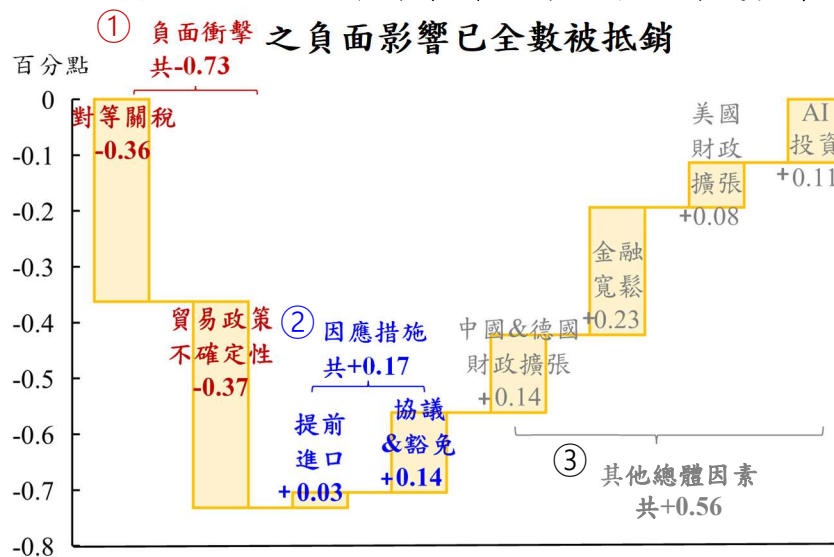 ① 負面衝擊
共-0.73
之負面影響已全數被抵銷
百分點
0
-0.1
-0.2
-0.3
-0.4
-0.5
-0.6
-0.7
-0.8
對等關稅
-0.36
貿易政策
不確定性
-0.37
② 因應措施
共+0.17
提前
進口
+0.03
協議
&豁免
+0.14
中國&德國
財政擴張
+0.14
金融
寬鬆
+0.23
美國
財政
擴張
+0.08
AI
投資
+0.11
③ 其他總體因素
共+0.56